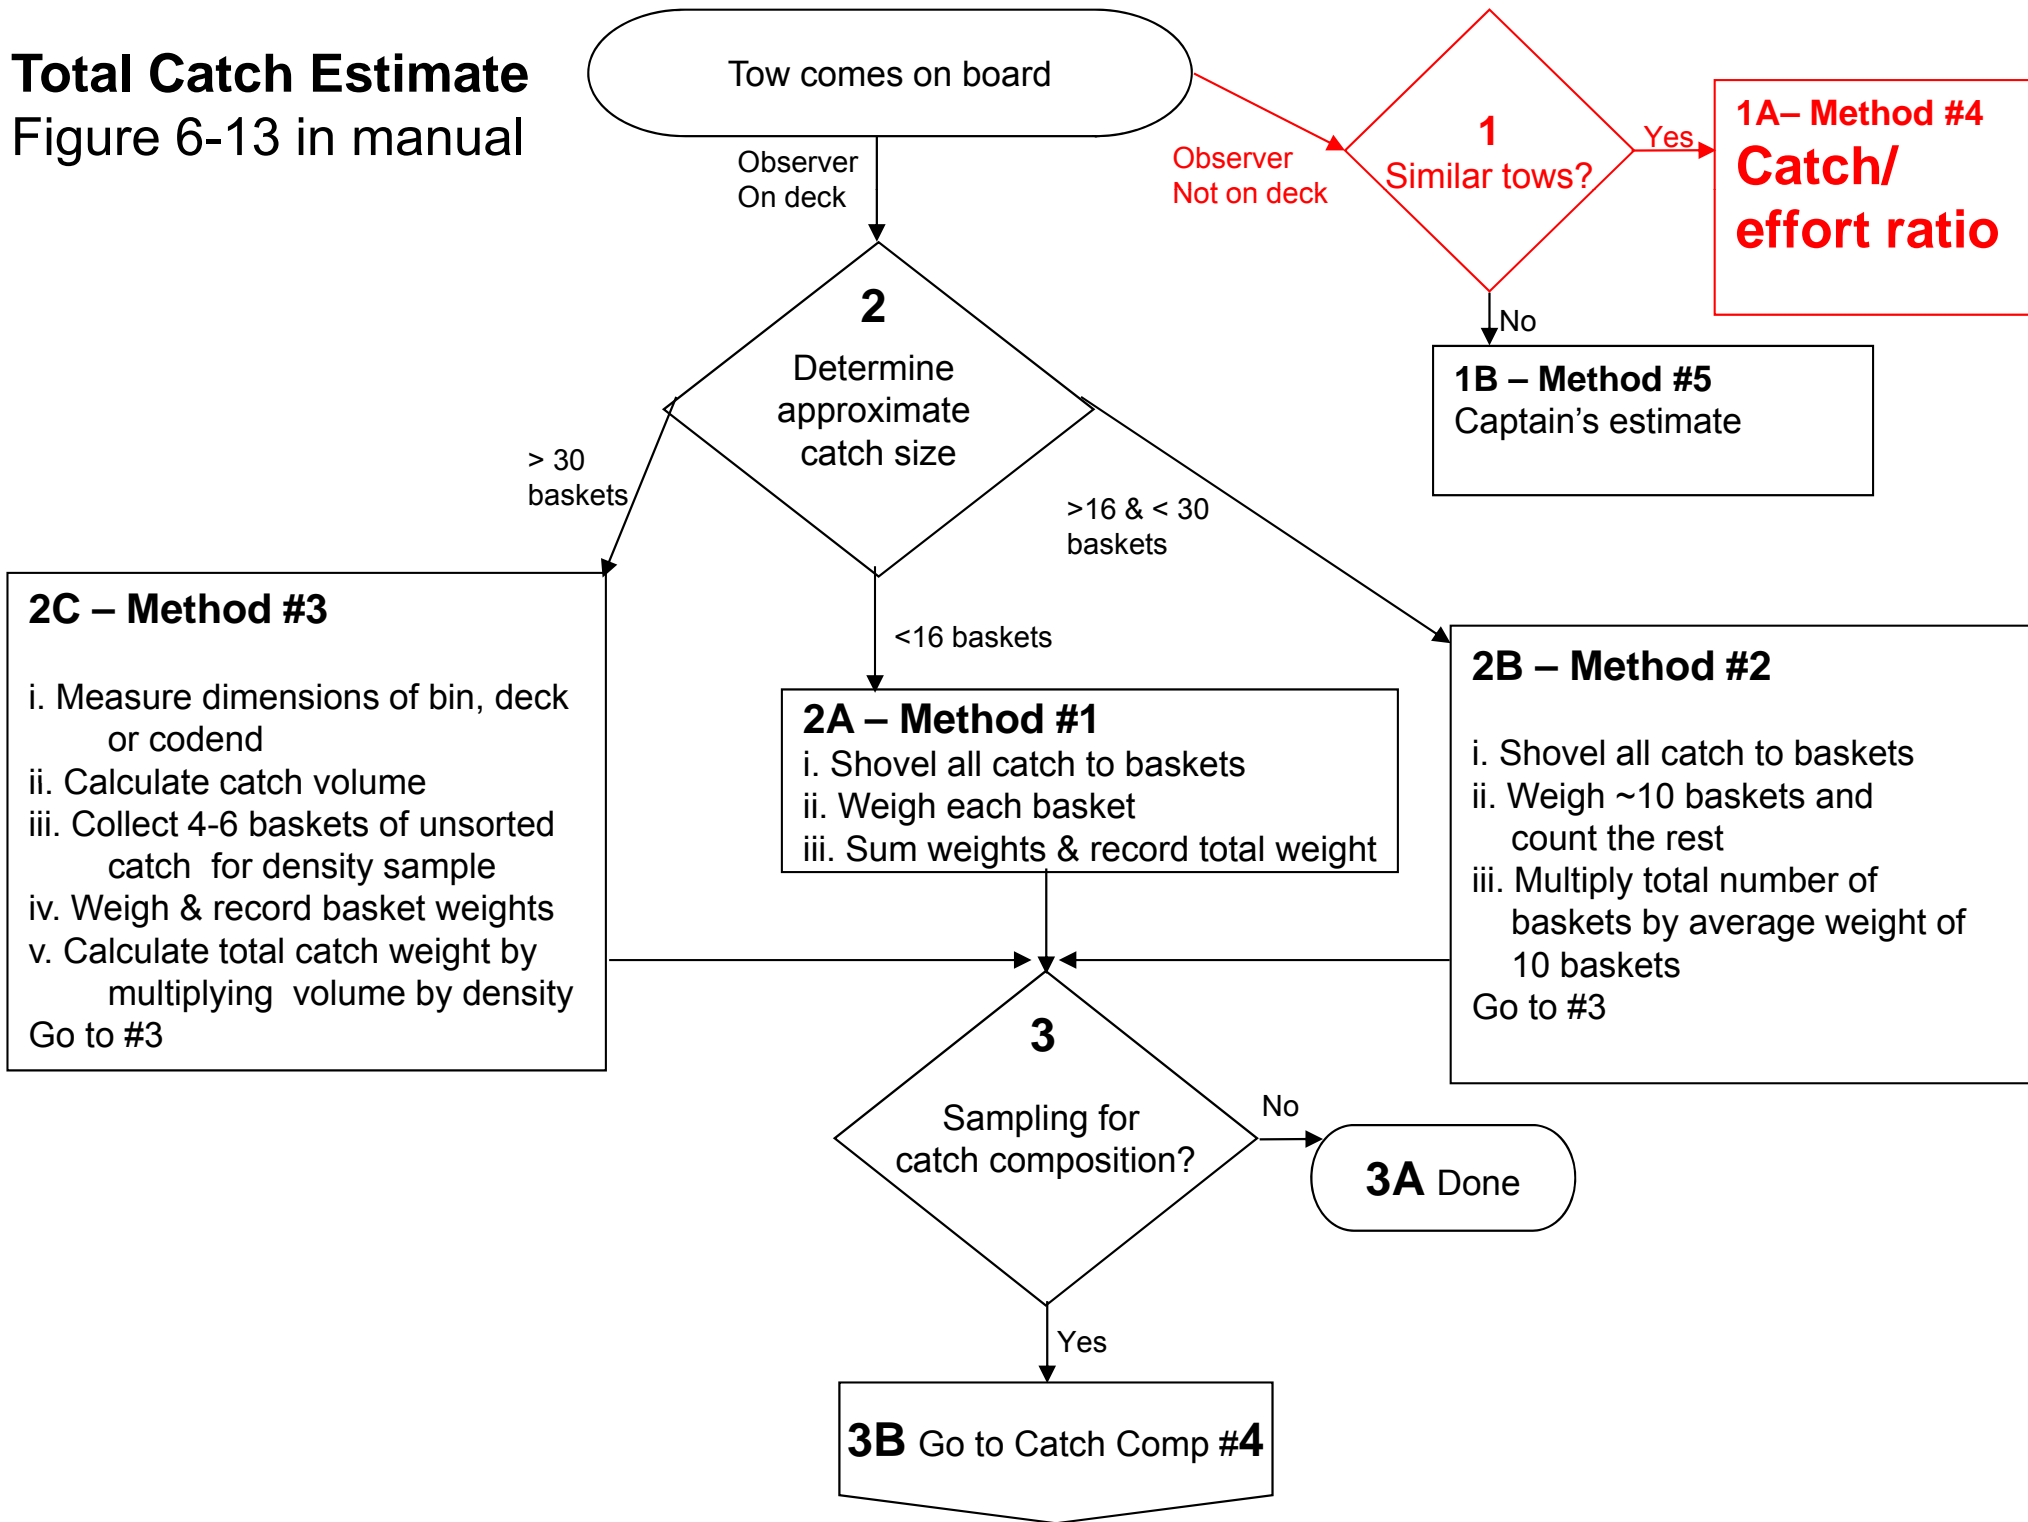 Total Catch Estimate
Figure 6-13 in manual
Tow comes on board
Observer
On deck
Observer
Not on deck
1
Similar tows?
Yes
1A– Method #4
Catch/
effort ratio
No
1B – Method #5
Captain’s estimate
2
Determine
approximate
catch size
> 30
baskets
<16 baskets
>16 & < 30
baskets
2C – Method #3
i. Measure dimensions of bin, deck
or codend
ii. Calculate catch volume
iii. Collect 4-6 baskets of unsorted
catch  for density sample
iv. Weigh & record basket weights
v. Calculate total catch weight by
multiplying  volume by density
Go to #3
2A – Method #1
i. Shovel all catch to baskets
ii. Weigh each basket
iii. Sum weights & record total weight
2B – Method #2
i. Shovel all catch to baskets
ii. Weigh ~10 baskets and
count the rest
iii. Multiply total number of
baskets by average weight of
10 baskets
Go to #3
3
Sampling for
catch composition?
No
3A Done
Yes
3B Go to Catch Comp #4